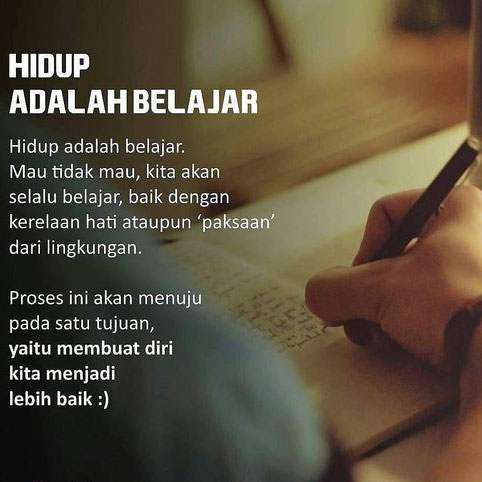 HIDUP
ADALAH BELAJAR
Hidup adalah belajar.
Mau tidak mau, kita akan
selalu belajar, baik dengan
kerelaan hati ataupun ‘paksaan’
dari lingkungan.
Proses ini akan menuju
pada satu tujuan,
yaitu membuat diri
kita menjadi
lebih baik :)